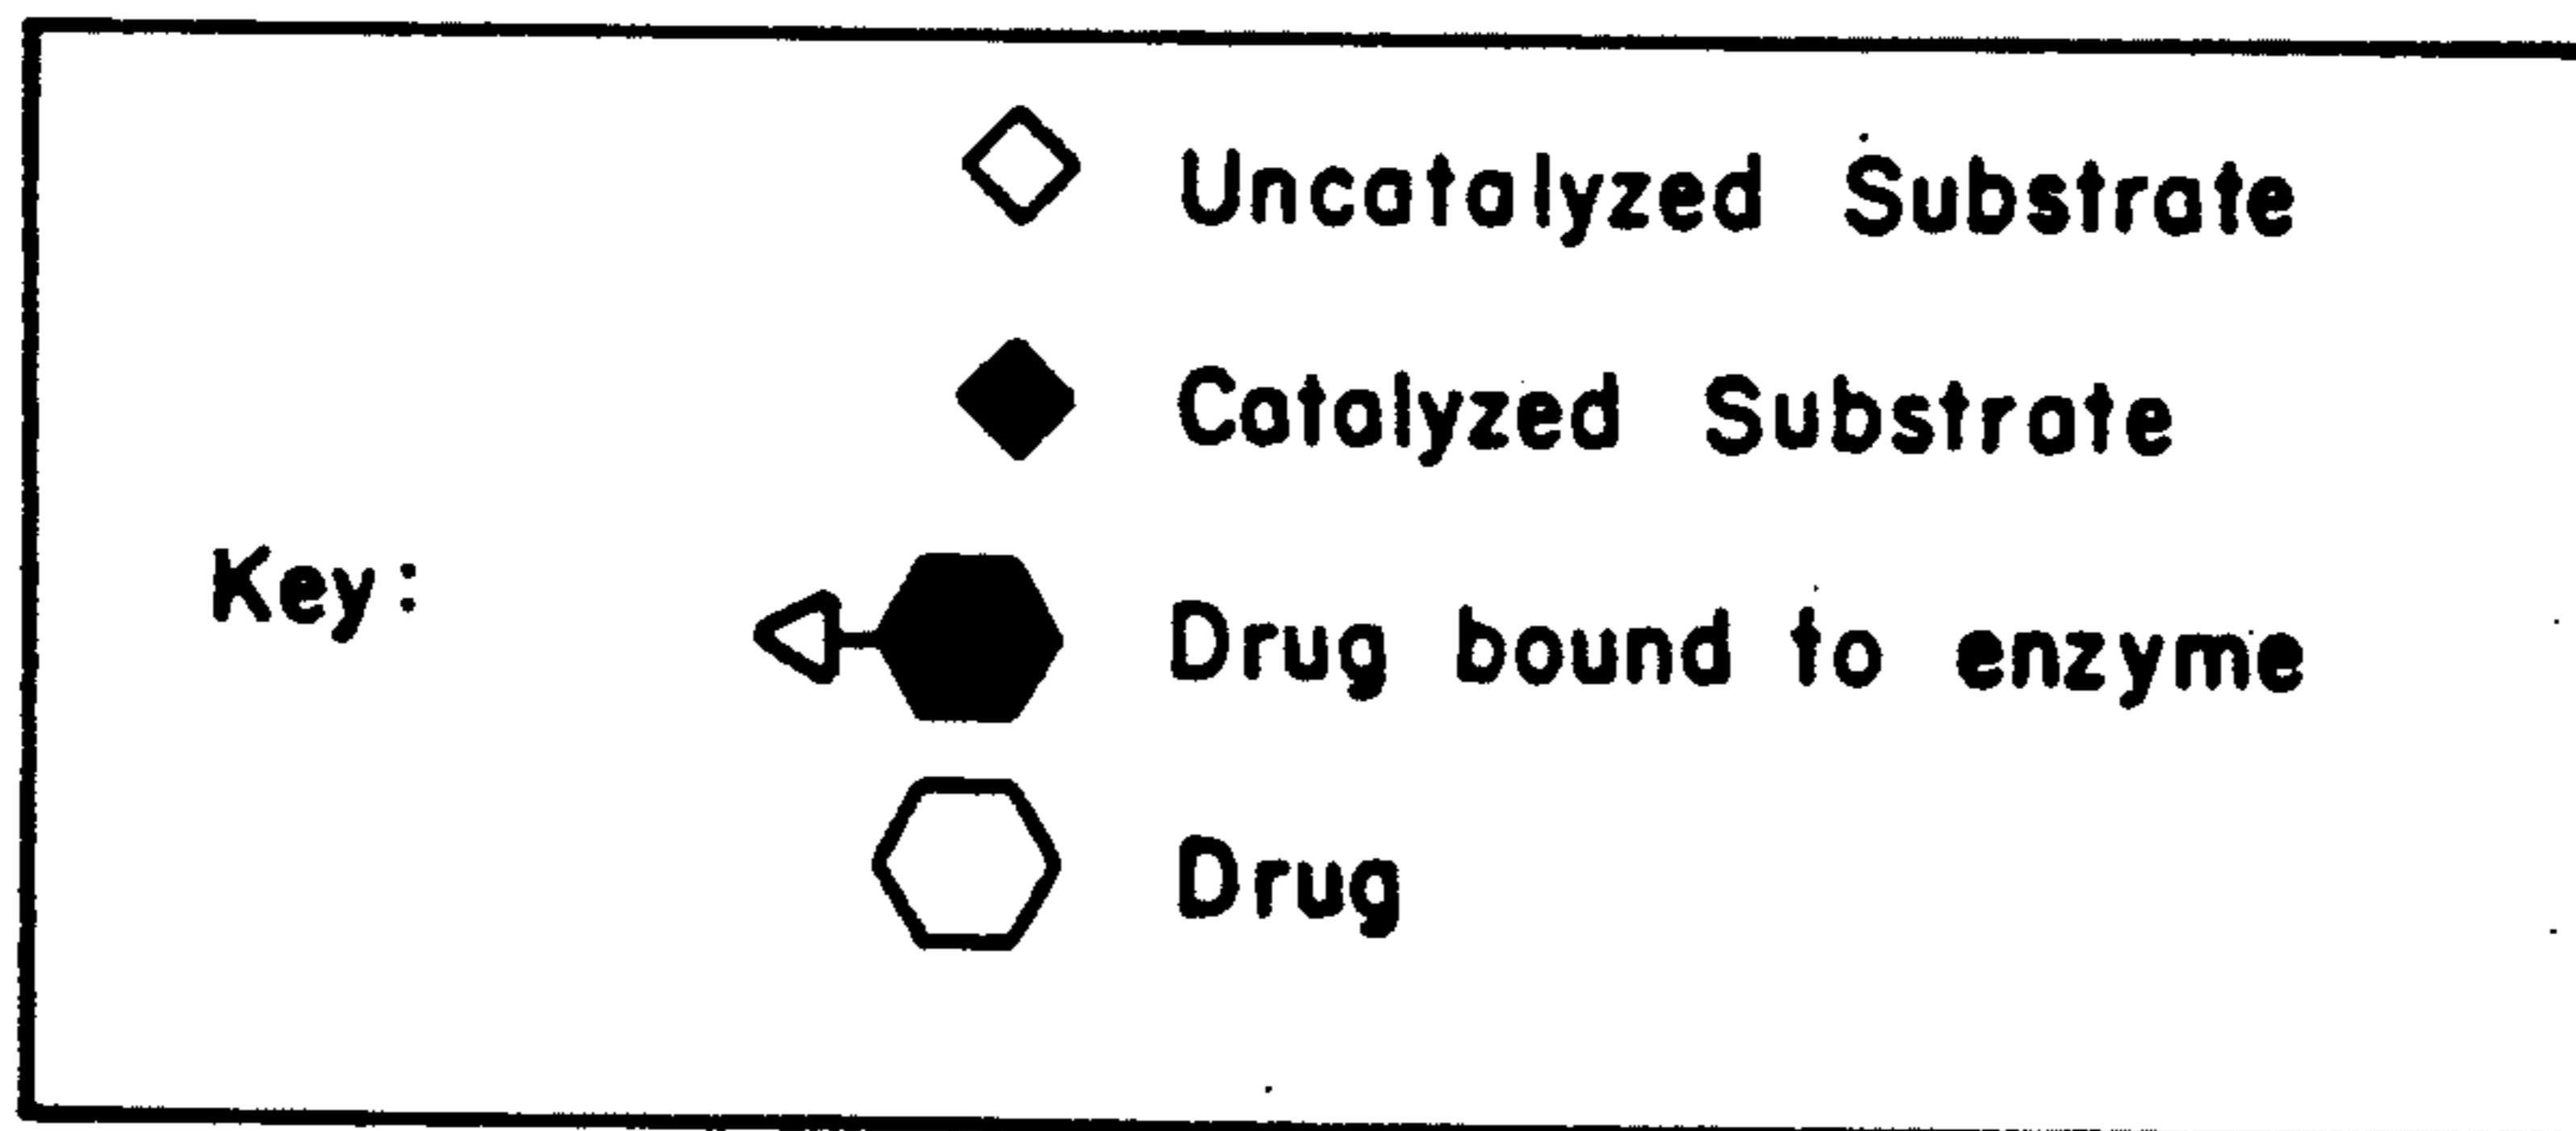 Uncatalyzed Substrate
Catalyzed Substrate
Key:
Drug bound to enzyme
Drug